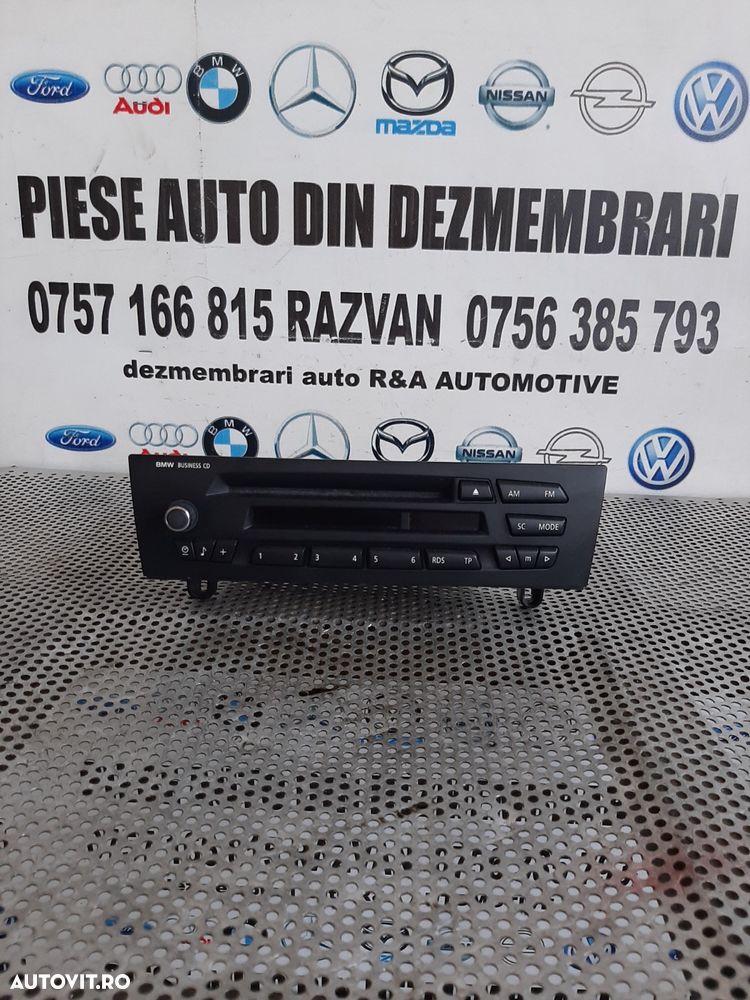 Ford Audi BMW mazda NISSAN
PIESE AUTO DIN DEZMEMBRARI
0757 166 815 RAZVAN 0756 385 793
dezmembrari auto R&A AUTOMOTIVE
Ford Audi BMW NISSAN
BMW BUSINESS CD
AM FM
SC MODE
+ 1 2 3 4 5 6 RDS TP m
AUTOVIT.RO